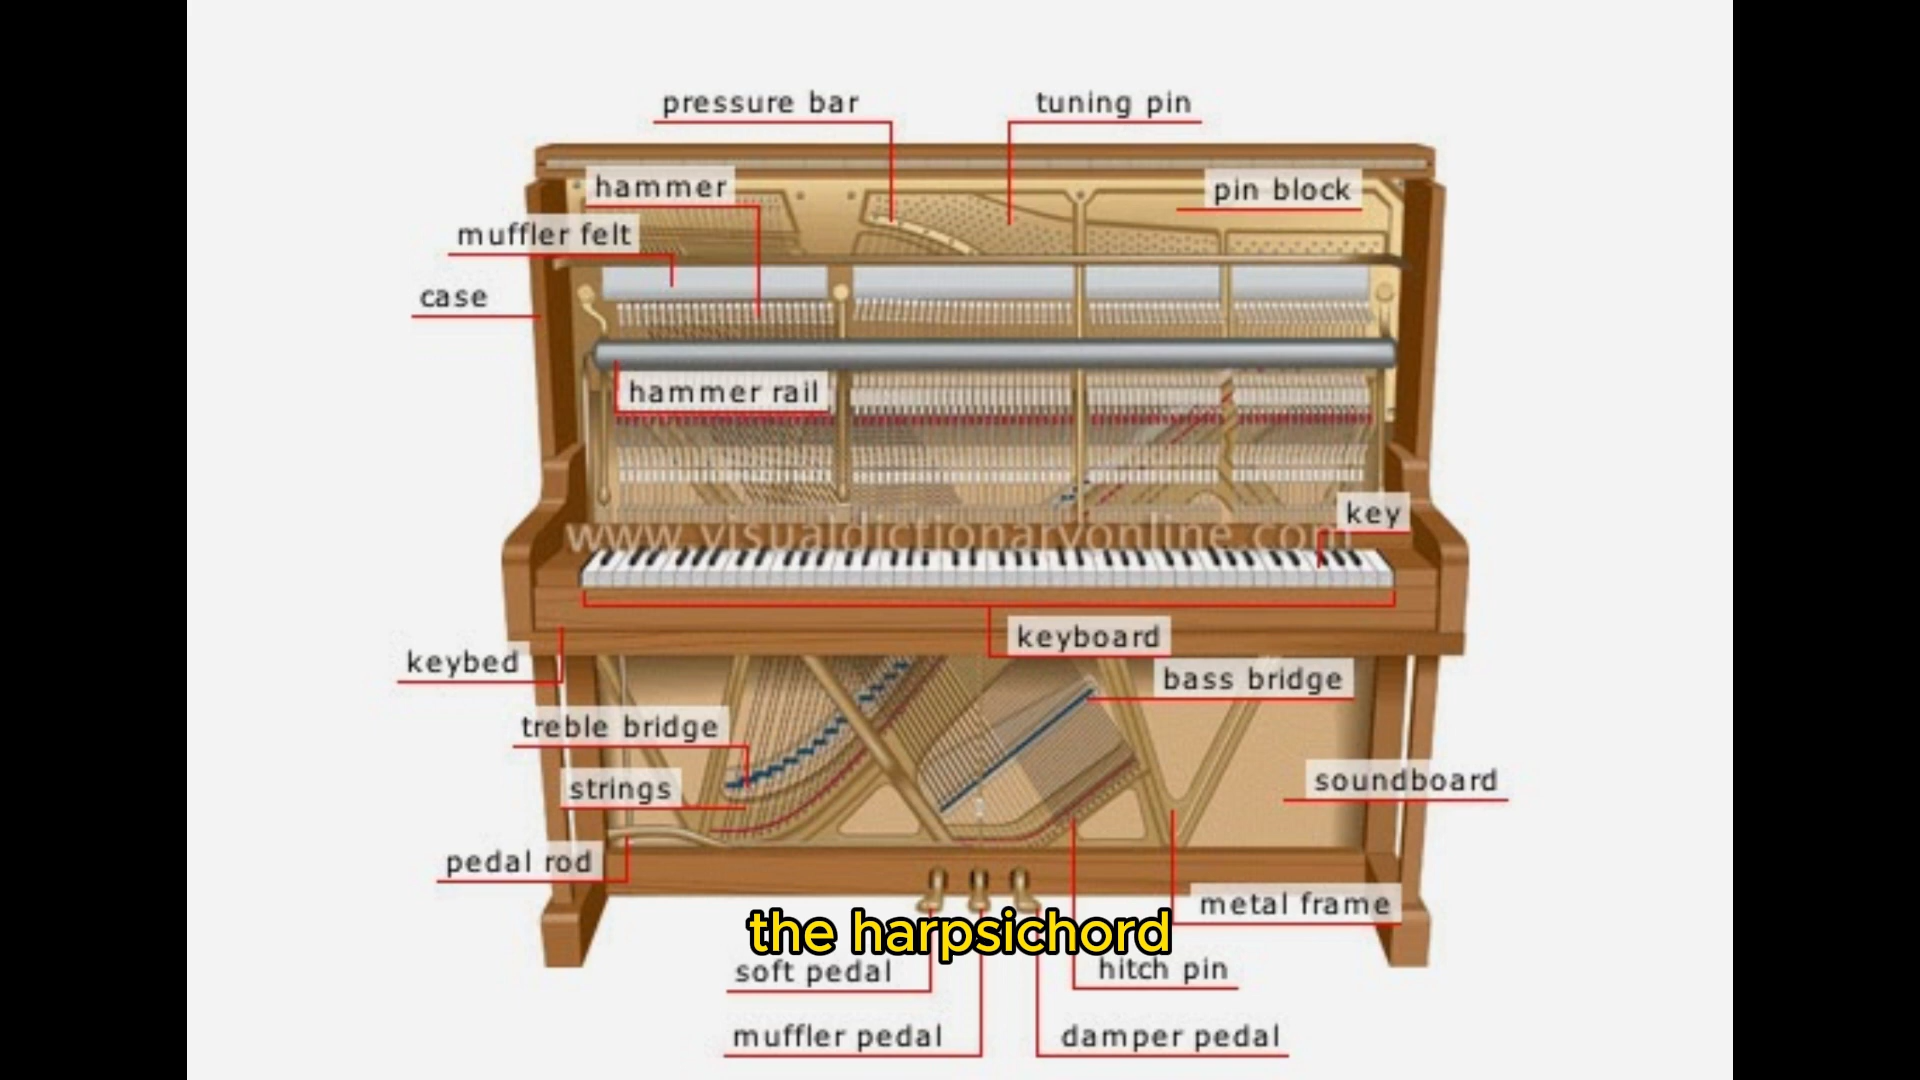 pressure bar
tuning pin
hammer
pin block
muffler felt
case
hammer rail
key
www.visualdictionaryonline.com
keyboard
keybed
bass bridge
treble bridge
soundboard
strings
pedal rod
metal frame
the harpsichord
soft pedal
hitch pin
muffler pedal
damper pedal